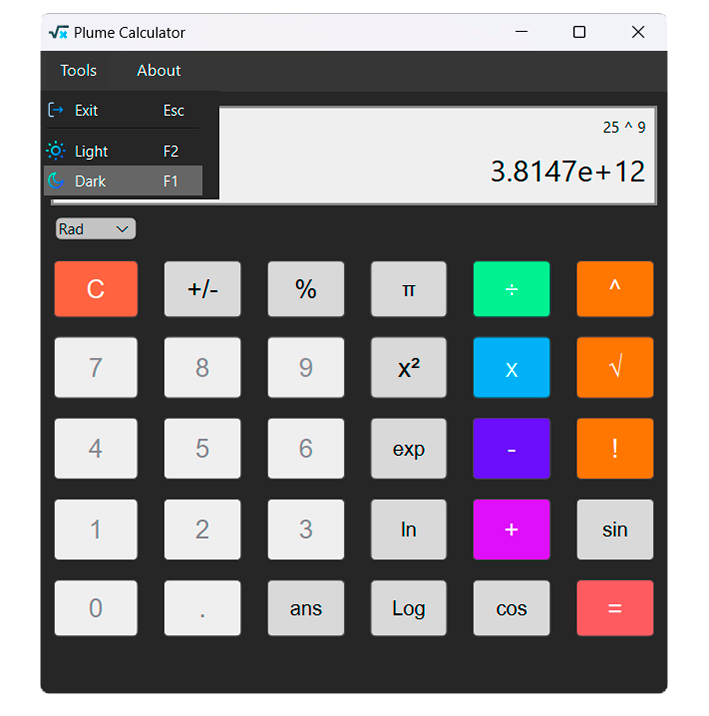 Plume Calculator
Tools About
Exit Esc
Light F2
Dark F1
25 ^ 9
3.8147e+12
Rad
C +/- % π ÷ ^
7 8 9 x² x √
4 5 6 exp - !
1 2 3 ln + sin
0 . ans Log cos =